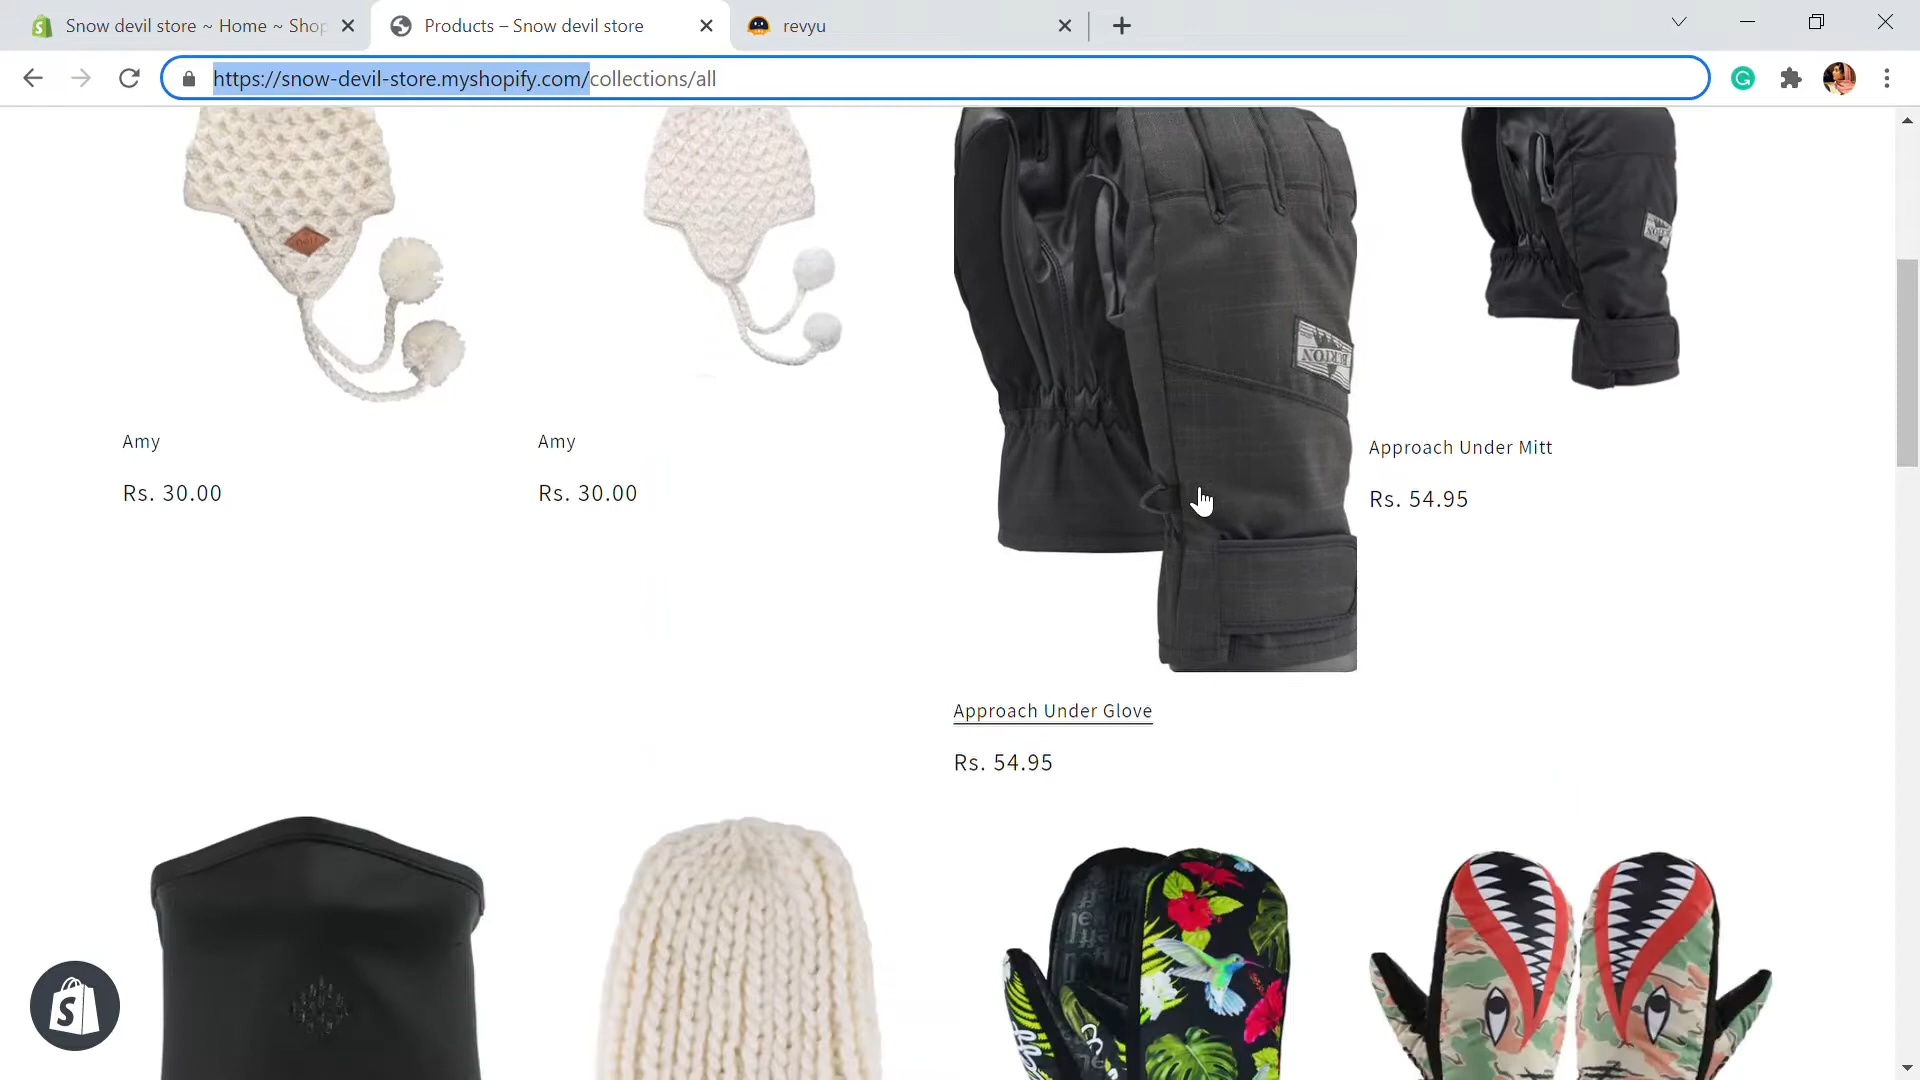 Snow devil store ~ Home ~ Shop
Products – Snow devil store
revyu
https://snow-devil-store.myshopify.com/collections/all
BURTON
Amy
Rs. 30.00
Amy
Rs. 30.00
Approach Under Mitt
Rs. 54.95
Approach Under Glove
Rs. 54.95